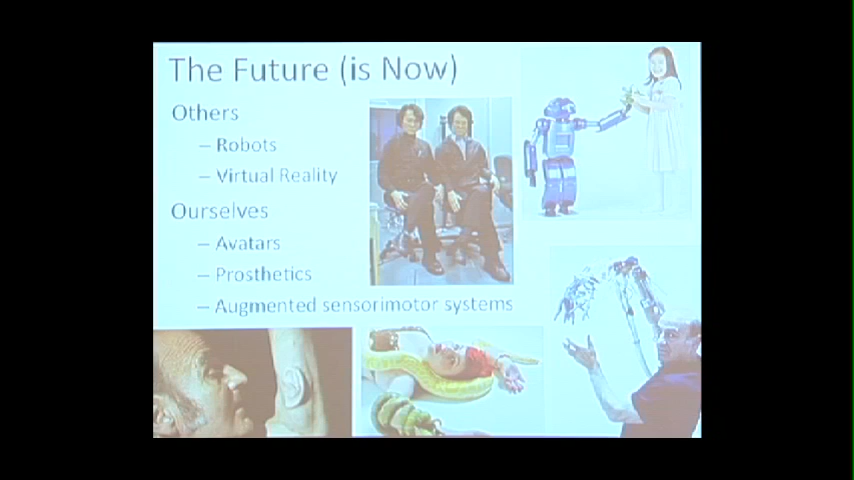 The Future (is Now)
Others
– Robots
– Virtual Reality
Ourselves
– Avatars
– Prosthetics
– Augmented sensorimotor systems